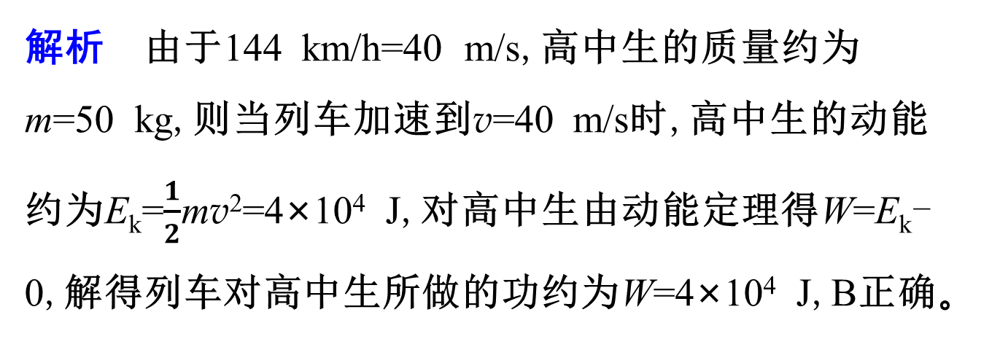 解析　由于144 km/h=40 m/s, 高中生的质量约为
m=50 kg, 则当列车加速到v=40 m/s时, 高中生的动能
约为Eₖ=½mv²=4×10⁴ J, 对高中生由动能定理得W=Eₖ−
0, 解得列车对高中生所做的功约为W=4×10⁴ J, B正确。